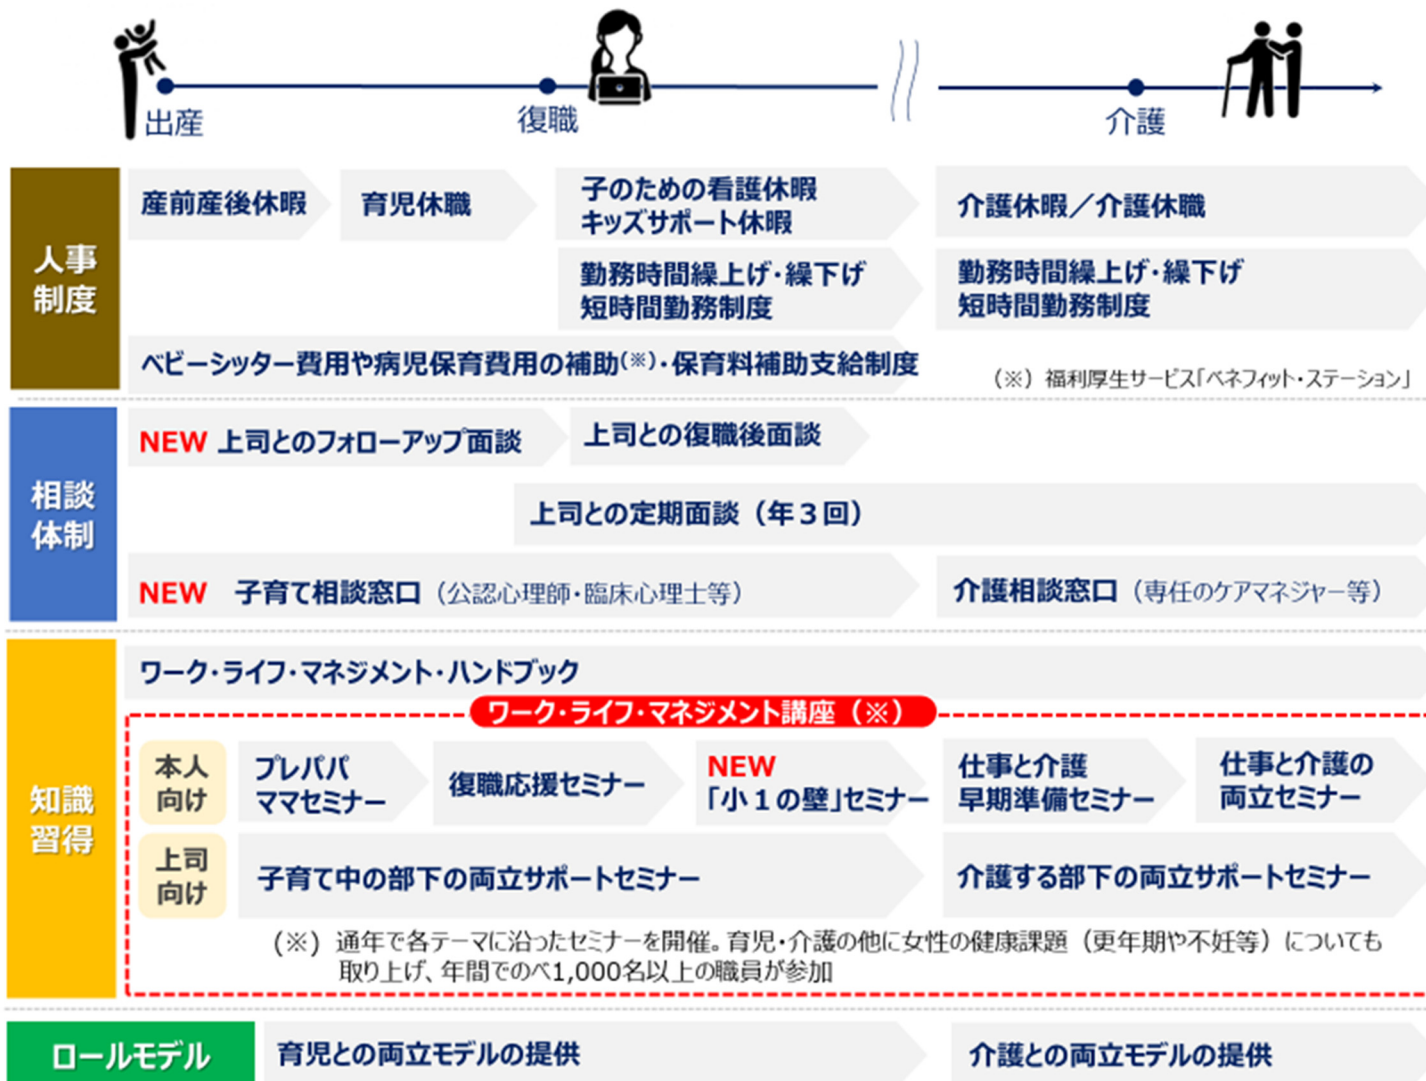 出産
復職
介護
人事
制度
産前産後休暇
育児休職
子のための看護休暇
キッズサポート休暇
介護休暇／介護休職
勤務時間繰上げ・繰下げ
短時間勤務制度
勤務時間繰上げ・繰下げ
短時間勤務制度
ベビーシッター費用や病児保育費用の補助(※)・保育料補助支給制度
（※）福利厚生サービス「ベネフィット・ステーション」
相談
体制
NEW 上司とのフォローアップ面談
上司との復職後面談
上司との定期面談（年３回）
NEW 子育て相談窓口（公認心理師・臨床心理士等）
介護相談窓口（専任のケアマネジャー等）
知識
習得
ワーク・ライフ・マネジメント・ハンドブック
ワーク・ライフ・マネジメント講座（※）
本人
向け
プレパパ
ママセミナー
復職応援セミナー
NEW
「小１の壁」セミナー
仕事と介護
早期準備セミナー
仕事と介護の
両立セミナー
上司
向け
子育て中の部下の両立サポートセミナー
介護する部下の両立サポートセミナー
（※）通年で各テーマに沿ったセミナーを開催。育児・介護の他に女性の健康課題（更年期や不妊等）についても
取り上げ、年間でのべ1,000名以上の職員が参加
ロールモデル
育児との両立モデルの提供
介護との両立モデルの提供